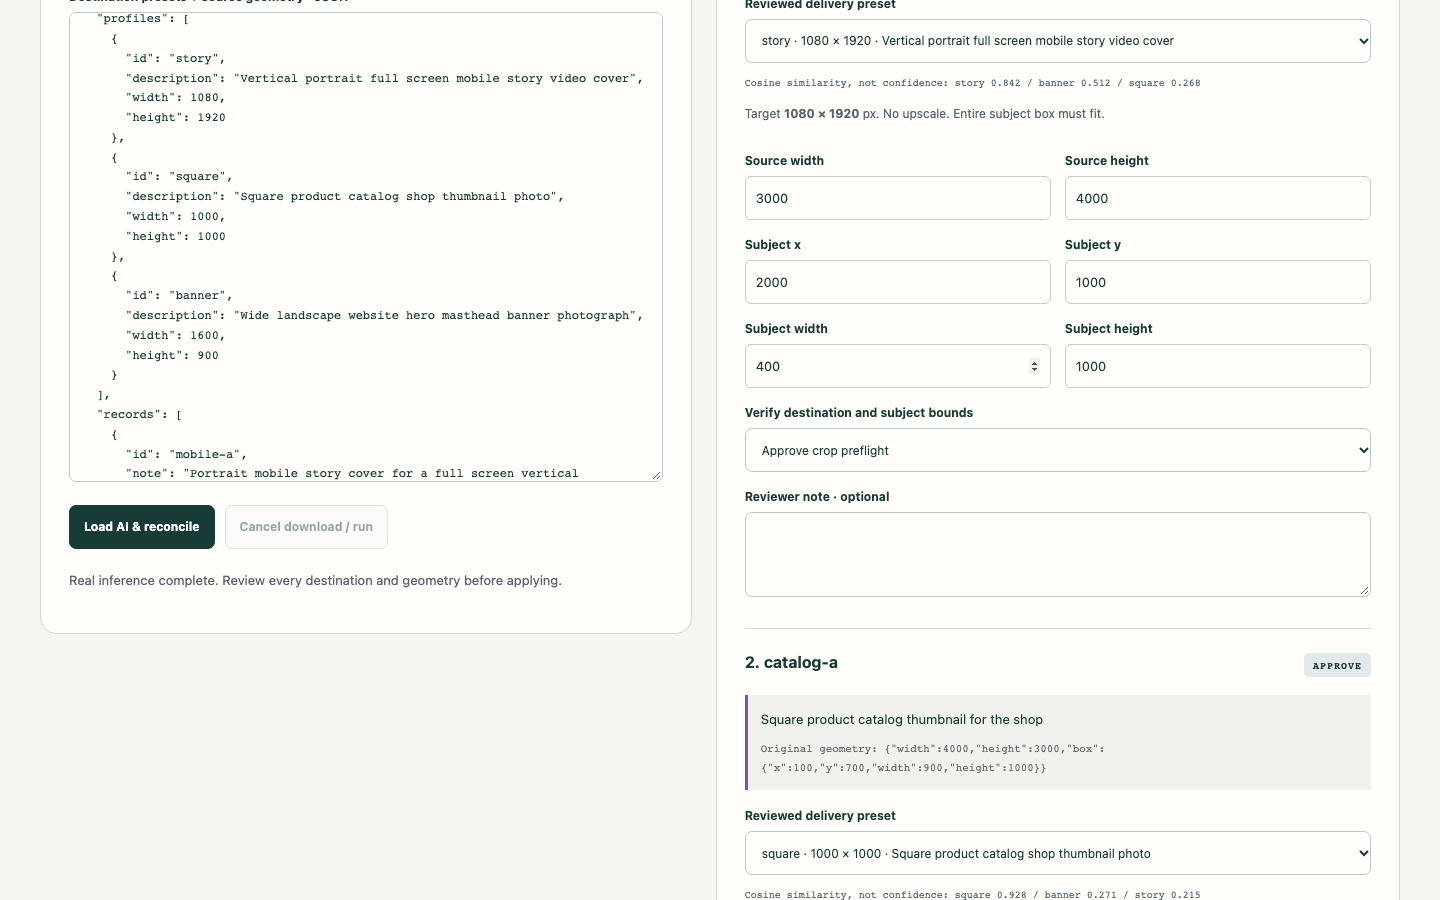 "profiles": [
{
"id": "story",
"description": "Vertical portrait full screen mobile story video cover",
"width": 1080,
"height": 1920
},
{
"id": "square",
"description": "Square product catalog shop thumbnail photo",
"width": 1000,
"height": 1000
},
{
"id": "banner",
"description": "Wide landscape website hero masthead banner photograph",
"width": 1600,
"height": 900
}
],
"records": [
{
"id": "mobile-a",
"note": "Portrait mobile story cover for a full screen vertical
Load AI & reconcile
Cancel download / run
Real inference complete. Review every destination and geometry before applying.
Reviewed delivery preset
story · 1080 × 1920 · Vertical portrait full screen mobile story video cover
Cosine similarity, not confidence: story 0.842 / banner 0.512 / square 0.268
Target 1080 × 1920 px. No upscale. Entire subject box must fit.
Source width
Source height
3000
4000
Subject x
Subject y
2000
1000
Subject width
Subject height
400
1000
Verify destination and subject bounds
Approve crop preflight
Reviewer note · optional
2. catalog-a
APPROVE
Square product catalog thumbnail for the shop
Original geometry: {"width":4000,"height":3000,"box":
{"x":100,"y":700,"width":900,"height":1000}}
Reviewed delivery preset
square · 1000 × 1000 · Square product catalog shop thumbnail photo
Cosine similarity, not confidence: square 0.928 / banner 0.271 / story 0.215